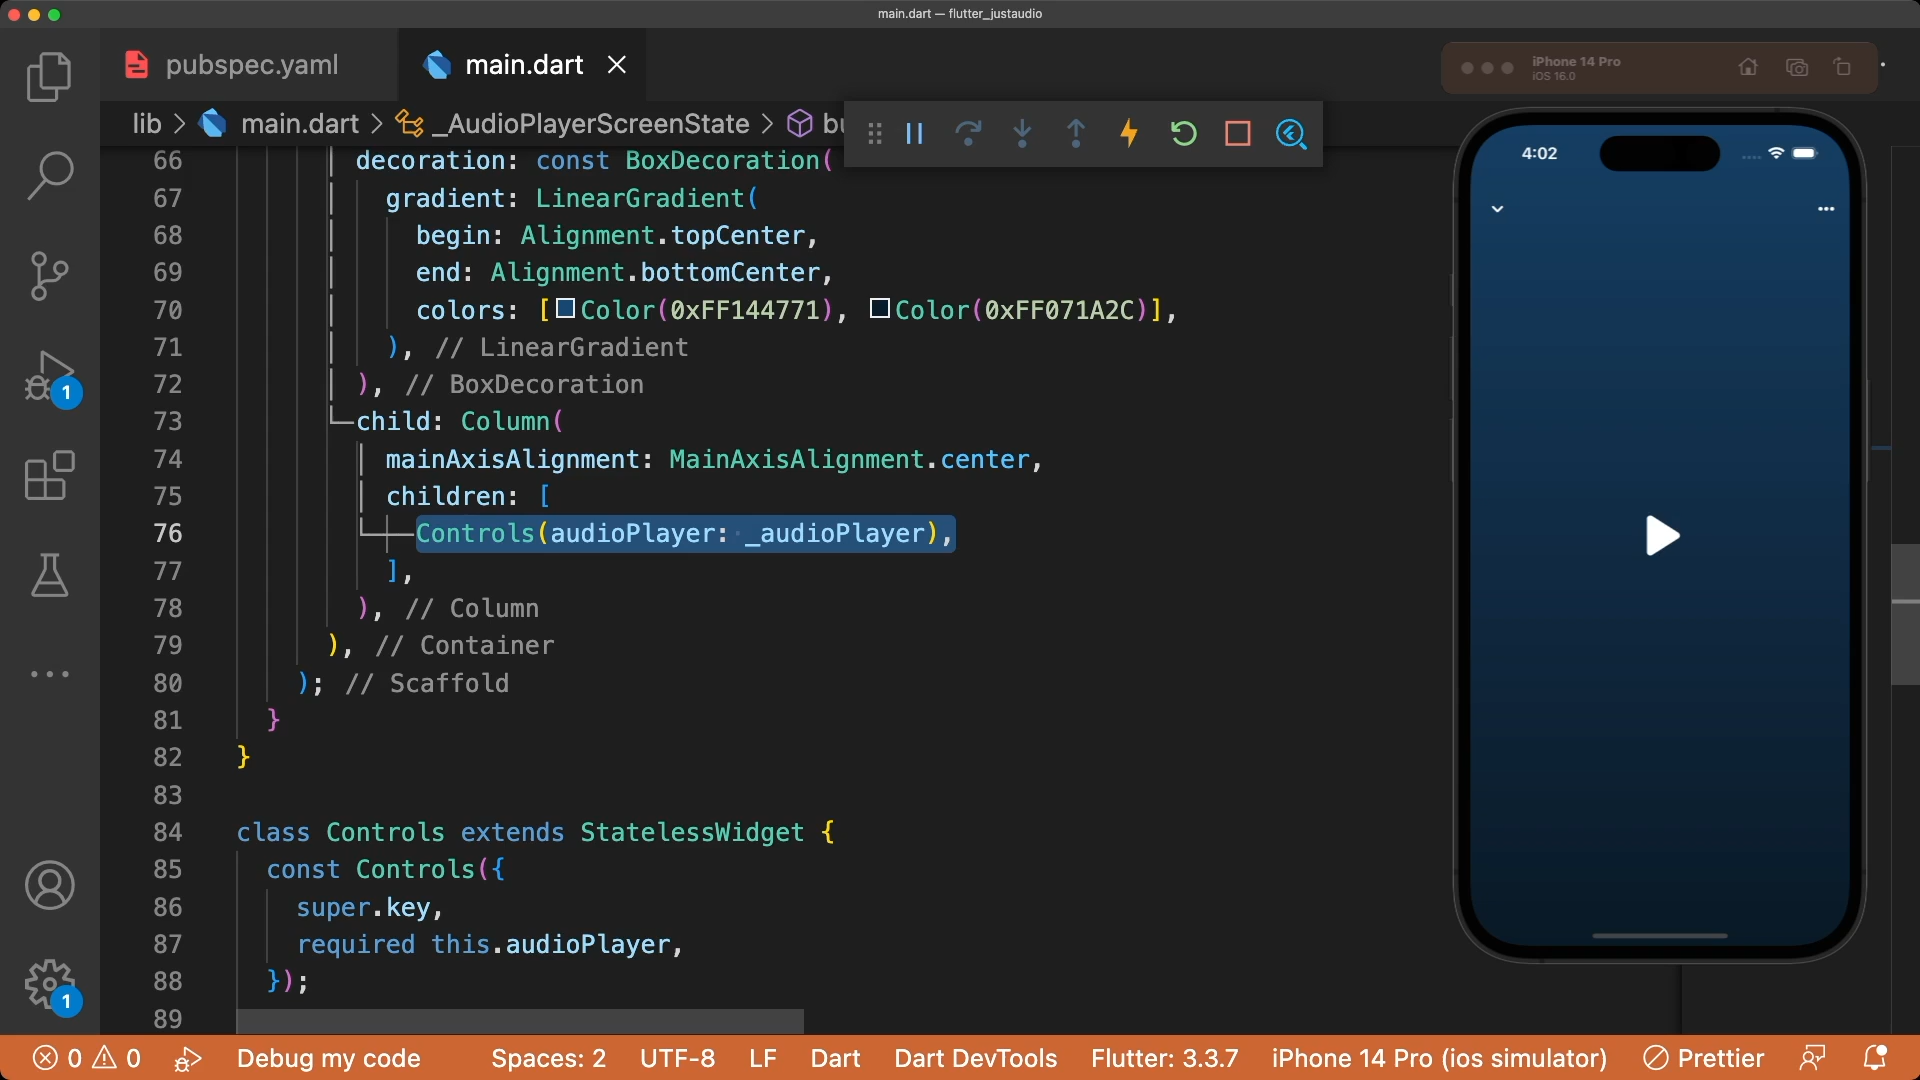 main.dart — flutter_justaudio
pubspec.yaml
main.dart
iPhone 14 Pro
iOS 16.0
lib > main.dart > _AudioPlayerScreenState >
66 decoration: const BoxDecoration(
67 gradient: LinearGradient(
68 begin: Alignment.topCenter,
69 end: Alignment.bottomCenter,
70 colors: [Color(0xFF144771), Color(0xFF071A2C)],
71 ), // LinearGradient
72 ), // BoxDecoration
73 child: Column(
74 mainAxisAlignment: MainAxisAlignment.center,
75 children: [
76 Controls(audioPlayer: _audioPlayer),
77 ],
78 ), // Column
79 ), // Container
80 ); // Scaffold
81 }
82 }
83
84 class Controls extends StatelessWidget {
85 const Controls({
86 super.key,
87 required this.audioPlayer,
88 });
89
1
1
4:02
0 0 Debug my code Spaces: 2 UTF-8 LF Dart Dart DevTools Flutter: 3.3.7 iPhone 14 Pro (ios simulator) Prettier